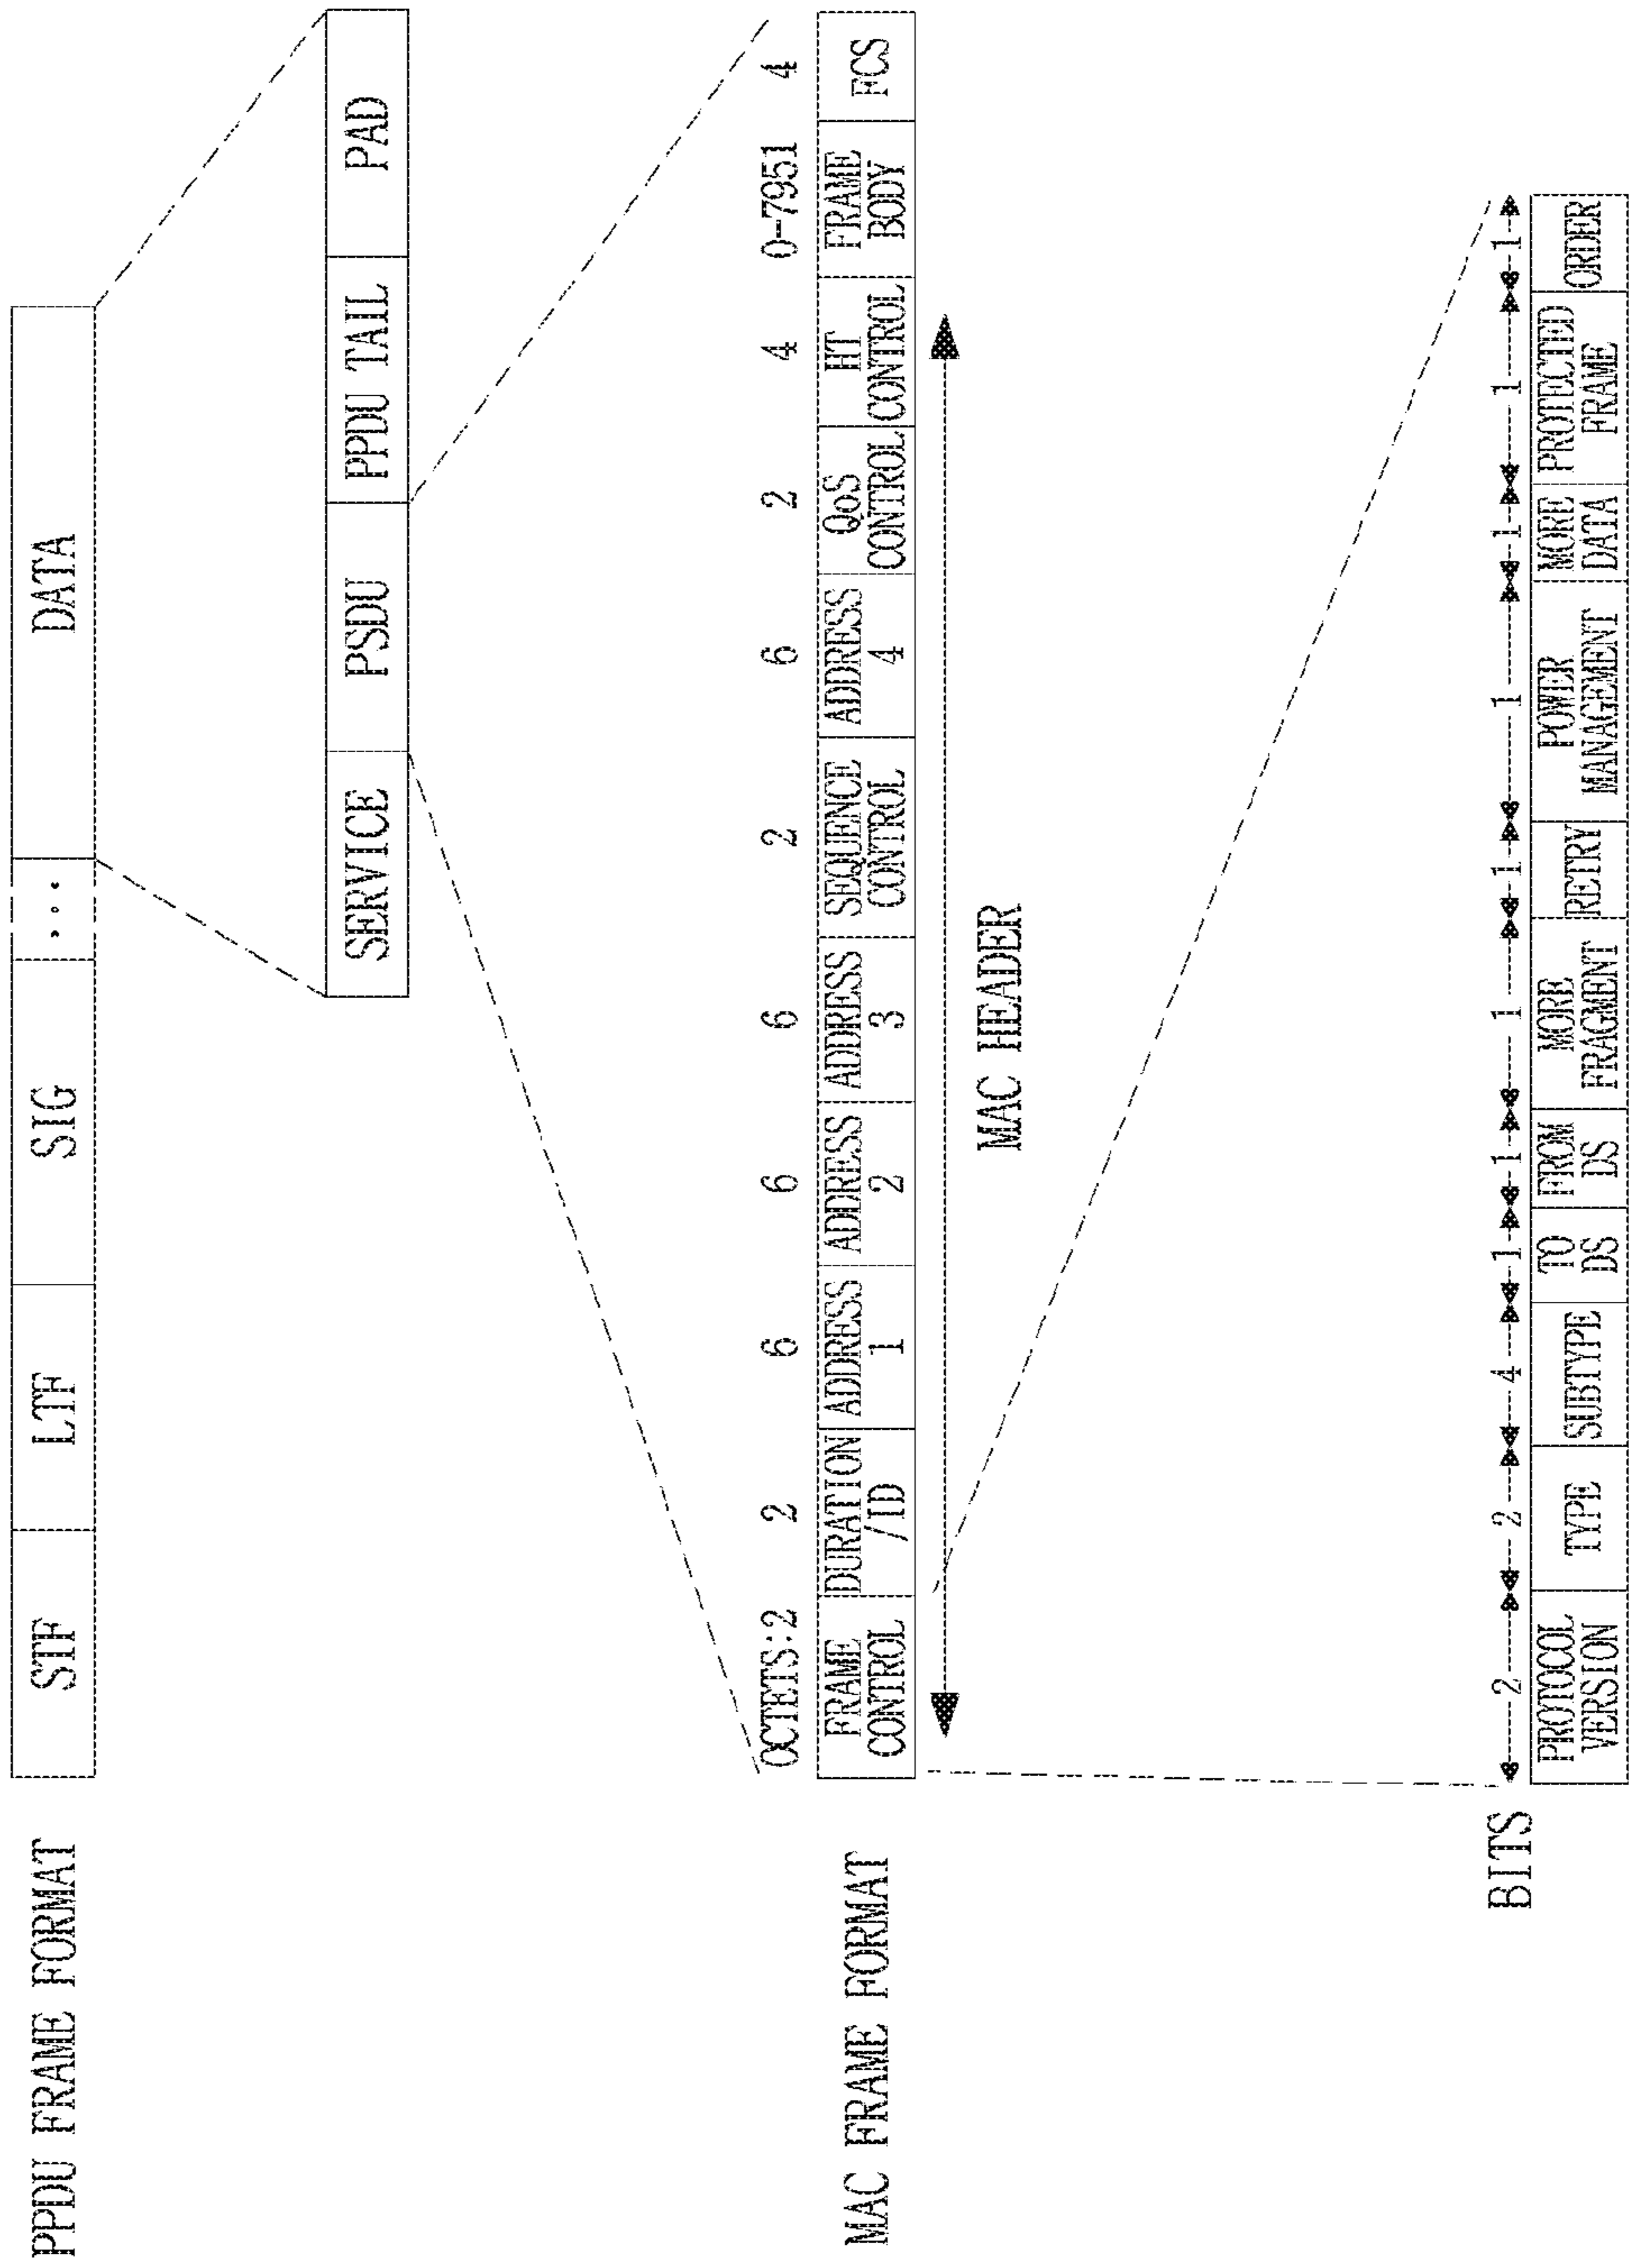 PPDU FRAME FORMAT
STF LTF SIG ... DATA
SERVICE PSDU PPDU TAIL PAD
MAC FRAME FORMAT
OCTETS:2 2 6 6 6 2 6 2 4 0-7951 4
FRAME CONTROL
DURATION /ID
ADDRESS 1
ADDRESS 2
ADDRESS 3
SEQUENCE CONTROL
ADDRESS 4
QoS CONTROL
HT CONTROL
FRAME BODY
FCS
MAC HEADER
BITS
2 2 4 1 1 1 1 1 1 1 1
PROTOCOL VERSION
TYPE
SUBTYPE
TO DS
FROM DS
MORE FRAGMENT
RETRY
POWER MANAGEMENT
MORE DATA
PROTECTED FRAME
ORDER